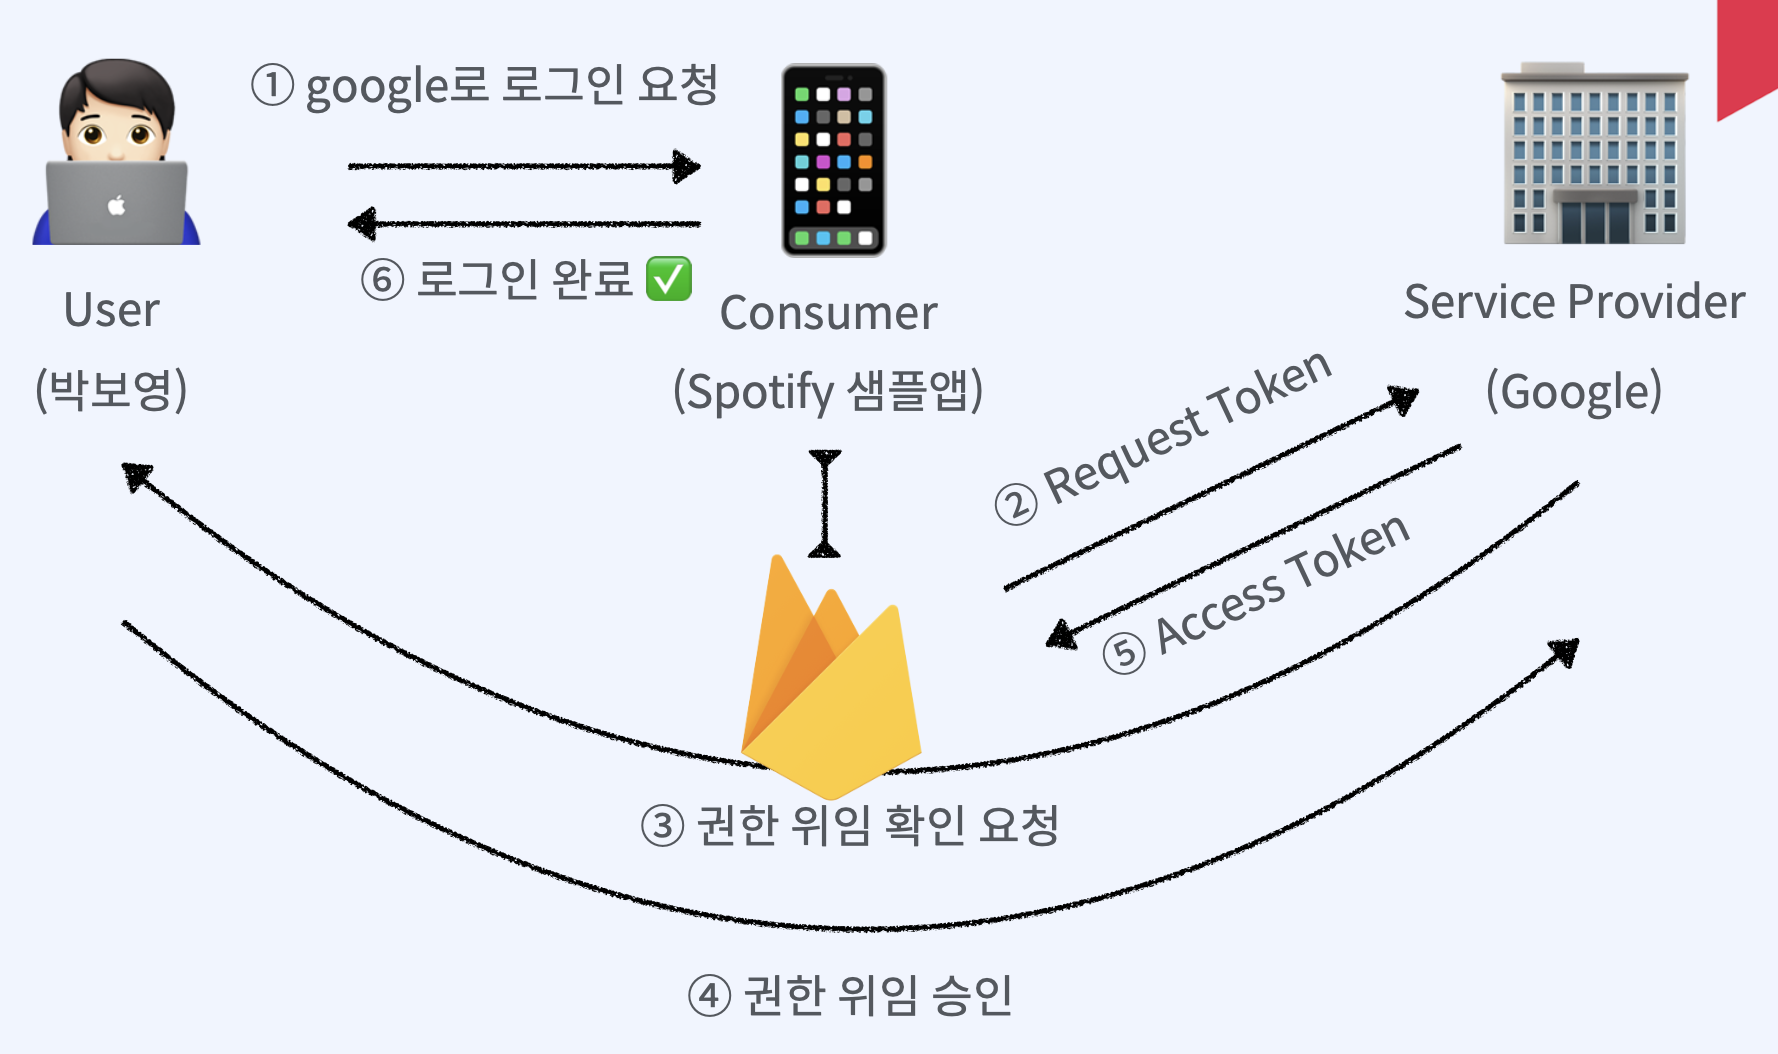 ① google로 로그인 요청
⑥ 로그인 완료 ✅
User
(박보영)
Consumer
(Spotify 샘플앱)
Service Provider
(Google)
② Request Token
⑤ Access Token
③ 권한 위임 확인 요청
④ 권한 위임 승인